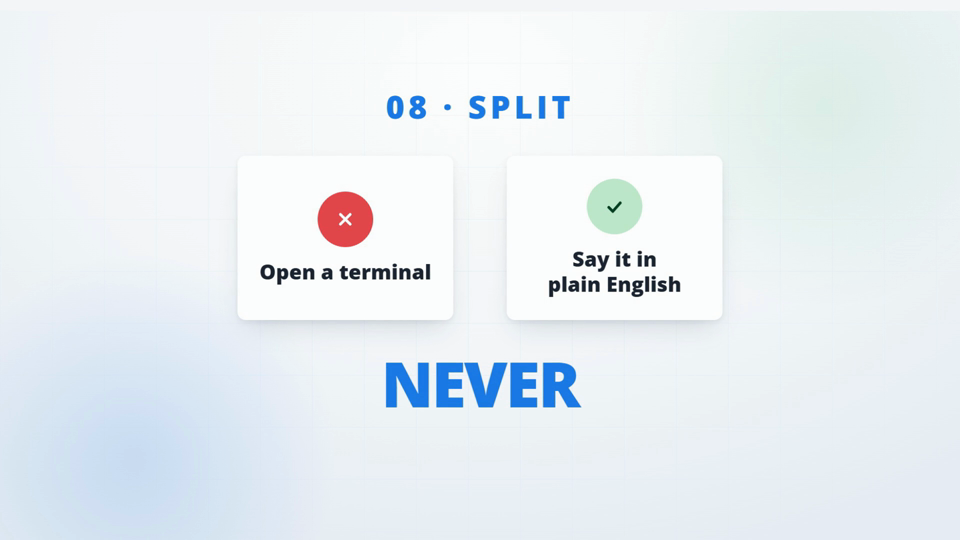 08 · SPLIT
Open a terminal
Say it in
plain English
NEVER